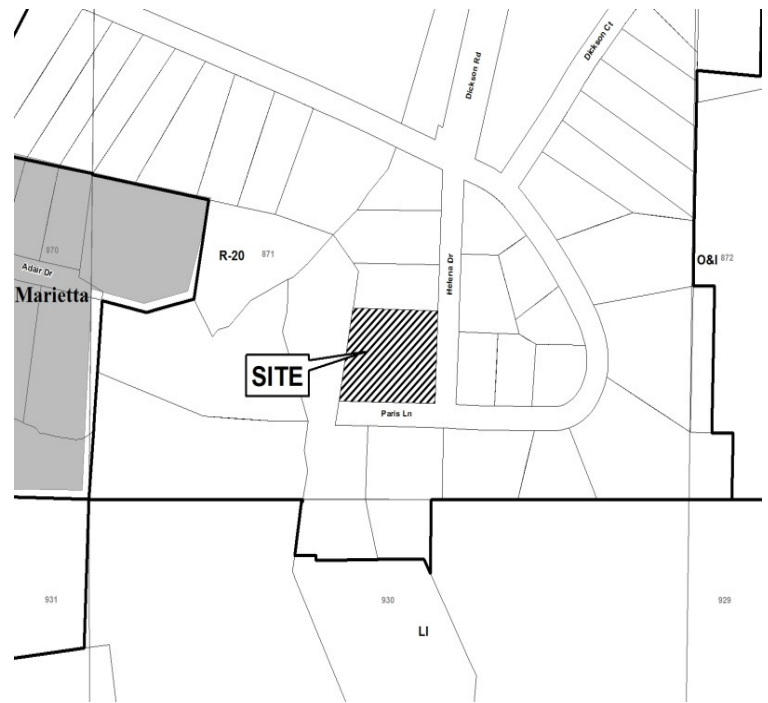 Dickson Rd
Dickson Ct
R-20
871
O&I
872
870
Adair Dr
Marietta
Helena Dr
SITE
Paris Ln
931
930
929
LI